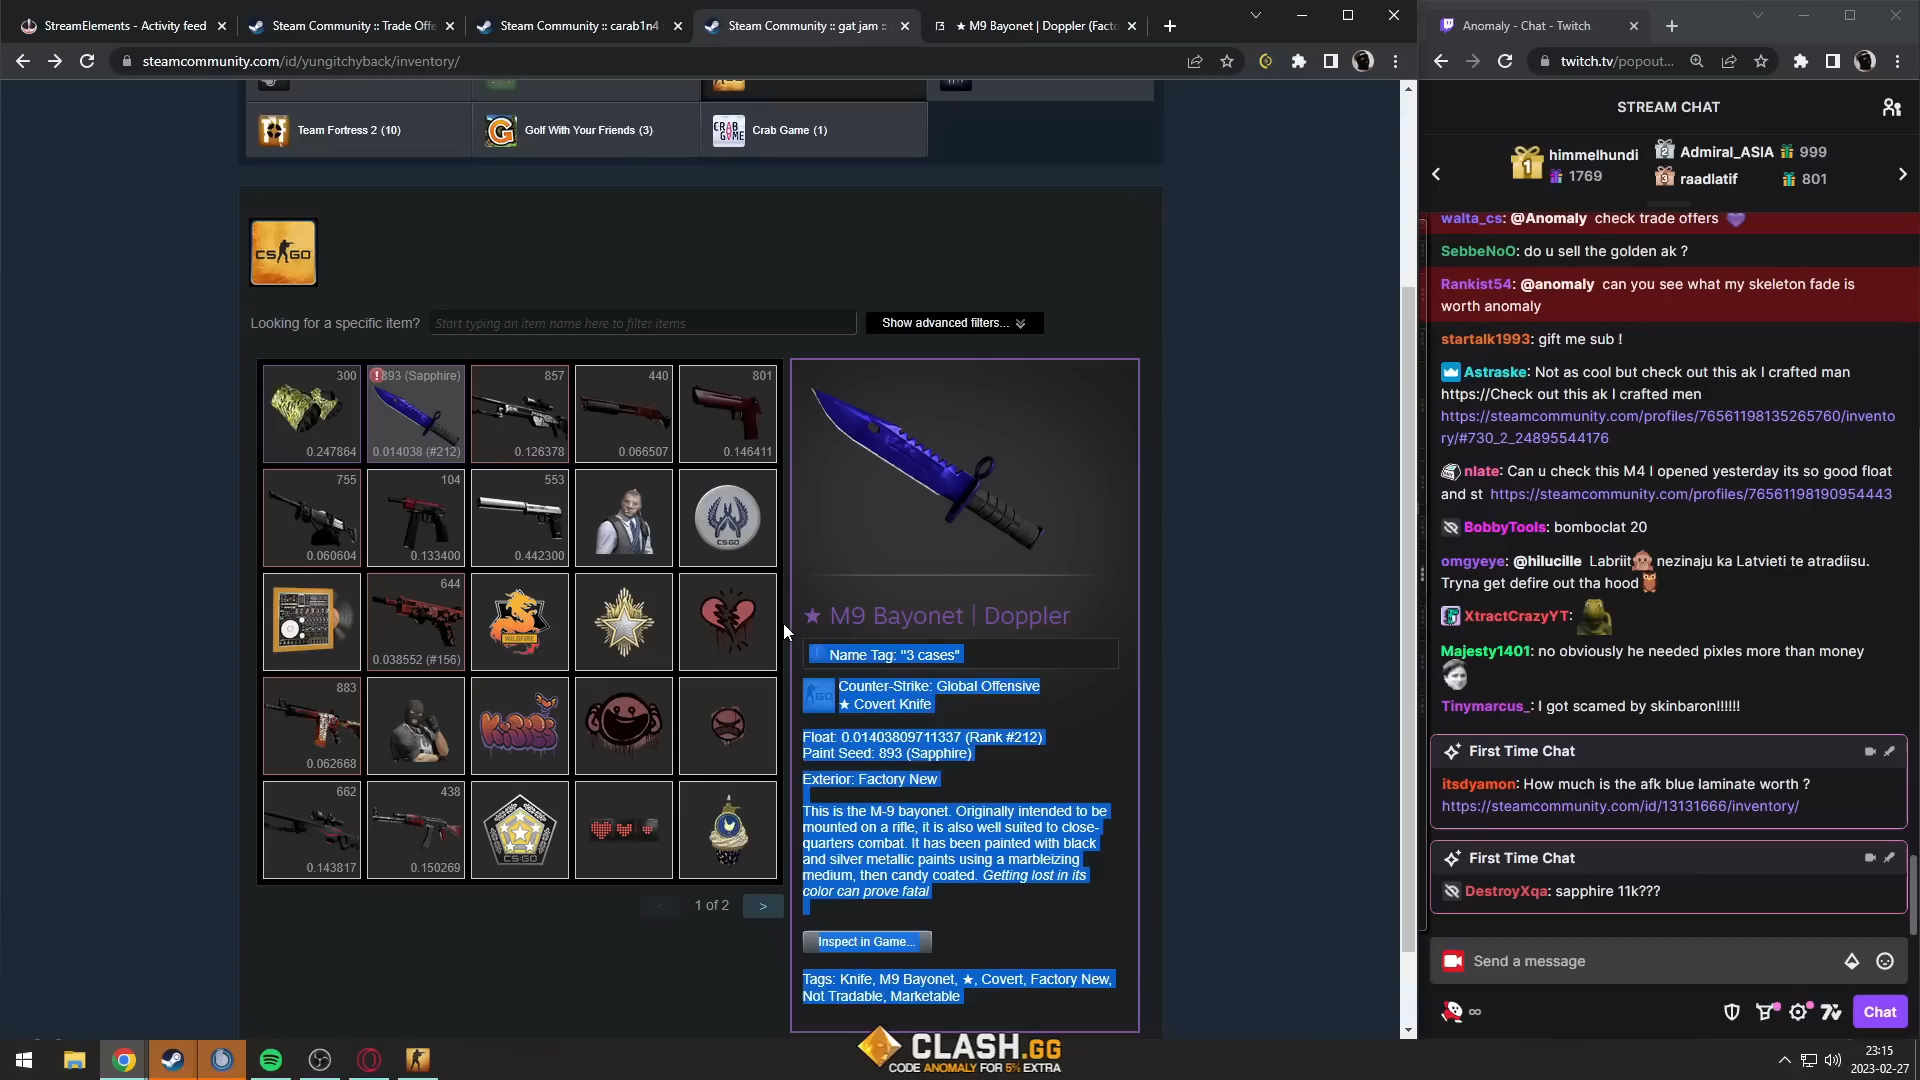 StreamElements - Activity feed
Steam Community :: Trade Offe
Steam Community :: carab1n4
Steam Community :: gat jam ::
★ M9 Bayonet | Doppler (Facto
steamcommunity.com/id/yungitchyback/inventory/
Team Fortress 2 (10)
Golf With Your Friends (3)
CRAB GAME
Crab Game (1)
CS GO
Looking for a specific item?
Start typing an item name here to filter items
Show advanced filters...
300
0.247864
893 (Sapphire)
0.014038 (#212)
857
0.126378
440
0.066507
801
0.146411
755
0.060604
104
0.133400
553
0.442300
CS:GO
644
0.038552 (#156)
WILDFIRE
883
0.062668
662
0.143817
438
0.150269
CS:GO
1 of 2
<
>
★ M9 Bayonet | Doppler
Name Tag: "3 cases"
Counter-Strike: Global Offensive
★ Covert Knife
Float: 0.01403809711337 (Rank #212)
Paint Seed: 893 (Sapphire)
Exterior: Factory New
This is the M-9 bayonet. Originally intended to be
mounted on a rifle, it is also well suited to close-
quarters combat. It has been painted with black
and silver metallic paints using a marbleizing
medium, then candy coated. Getting lost in its
color can prove fatal
Inspect in Game...
Tags: Knife, M9 Bayonet, ★, Covert, Factory New,
Not Tradable, Marketable
CLASH.GG
CODE ANOMALY FOR 5% EXTRA
Anomaly - Chat - Twitch
twitch.tv/popout...
STREAM CHAT
1
himmelhundi
1769
2
Admiral_ASIA 999
3
raadlatif 801
walta_cs: @Anomaly check trade offers
SebbeNoO: do u sell the golden ak ?
Rankist54: @anomaly can you see what my skeleton fade is
worth anomaly
startalk1993: gift me sub !
Astraske: Not as cool but check out this ak I crafted man
https://Check out this ak I crafted men
https://steamcommunity.com/profiles/76561198135265760/invento
ry/#730_2_24895544176
nlate: Can u check this M4 I opened yesterday its so good float
and st https://steamcommunity.com/profiles/76561198190954443
BobbyTools: bomboclat 20
omgyeye: @hilucille Labriit nezinaju ka Latvieti te atradiisu.
Tryna get defire out tha hood
XtractCrazyYT:
Majesty1401: no obviously he needed pixles more than money
Tinymarcus_: I got scamed by skinbaron!!!!!!
First Time Chat
itsdyamon: How much is the afk blue laminate worth ?
https://steamcommunity.com/id/13131666/inventory/
First Time Chat
DestroyXqa: sapphire 11k???
Send a message
∞
Chat
23:15
2023-02-27